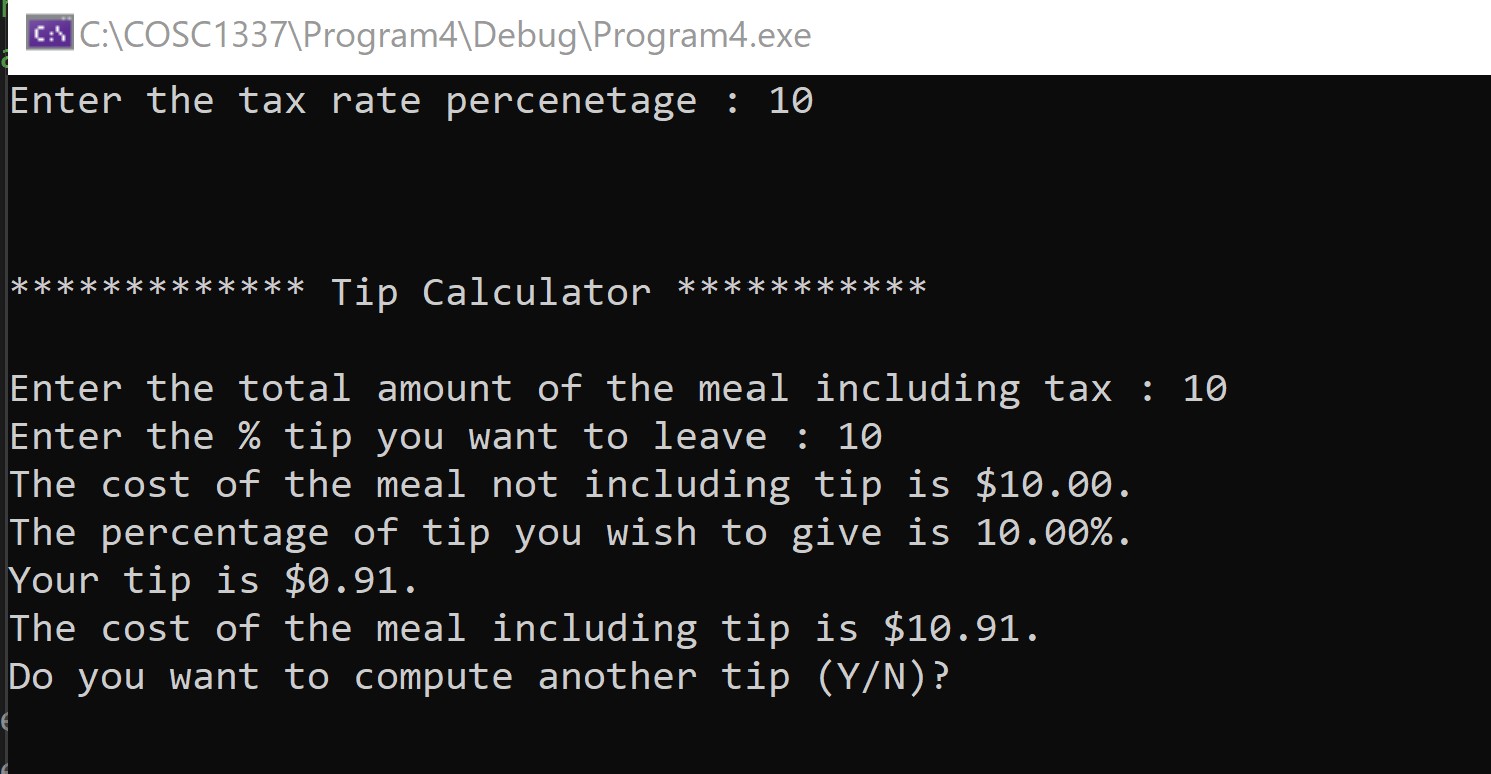 C:\COSC1337\Program4\Debug\Program4.exe
Enter the tax rate percenetage : 10
************* Tip Calculator ***********
Enter the total amount of the meal including tax : 10
Enter the % tip you want to leave : 10
The cost of the meal not including tip is $10.00.
The percentage of tip you wish to give is 10.00%.
Your tip is $0.91.
The cost of the meal including tip is $10.91.
Do you want to compute another tip (Y/N)?